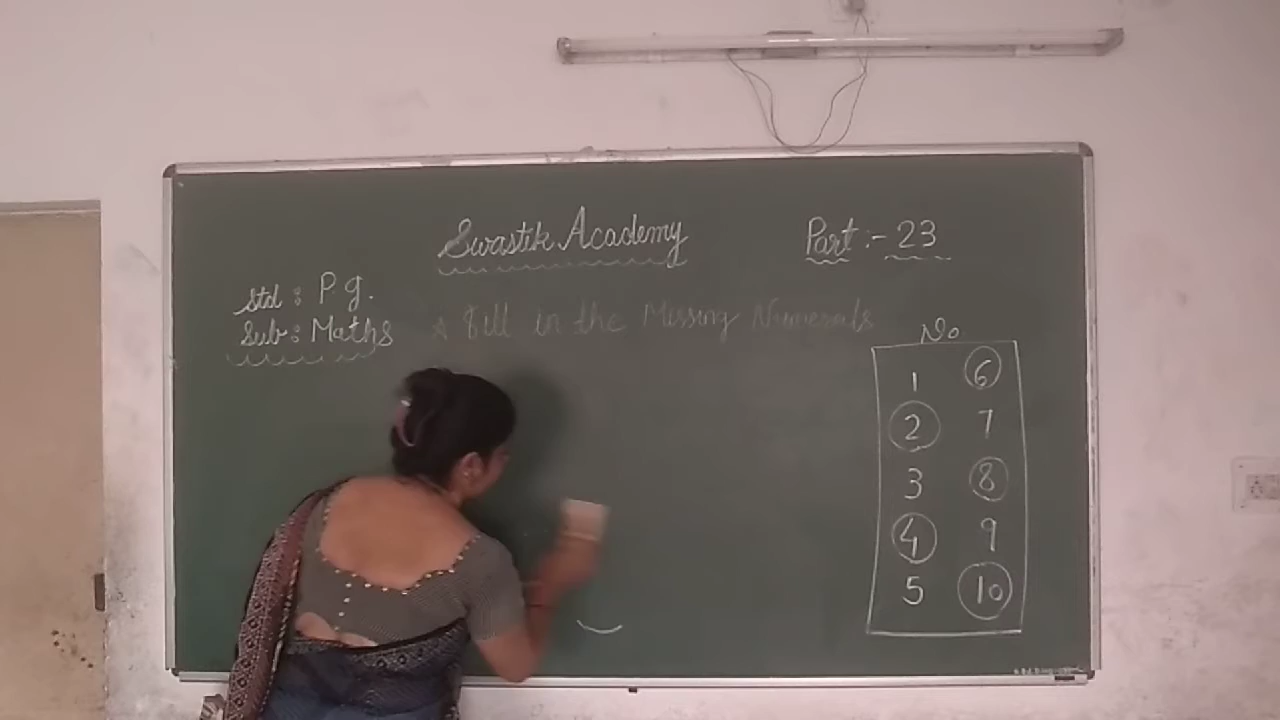 Swastik Academy
Part :- 23
Std : P.g.
Sub : Maths
Fill in the Missing Numerals
No
1 6
2 7
3 8
4 9
5 10